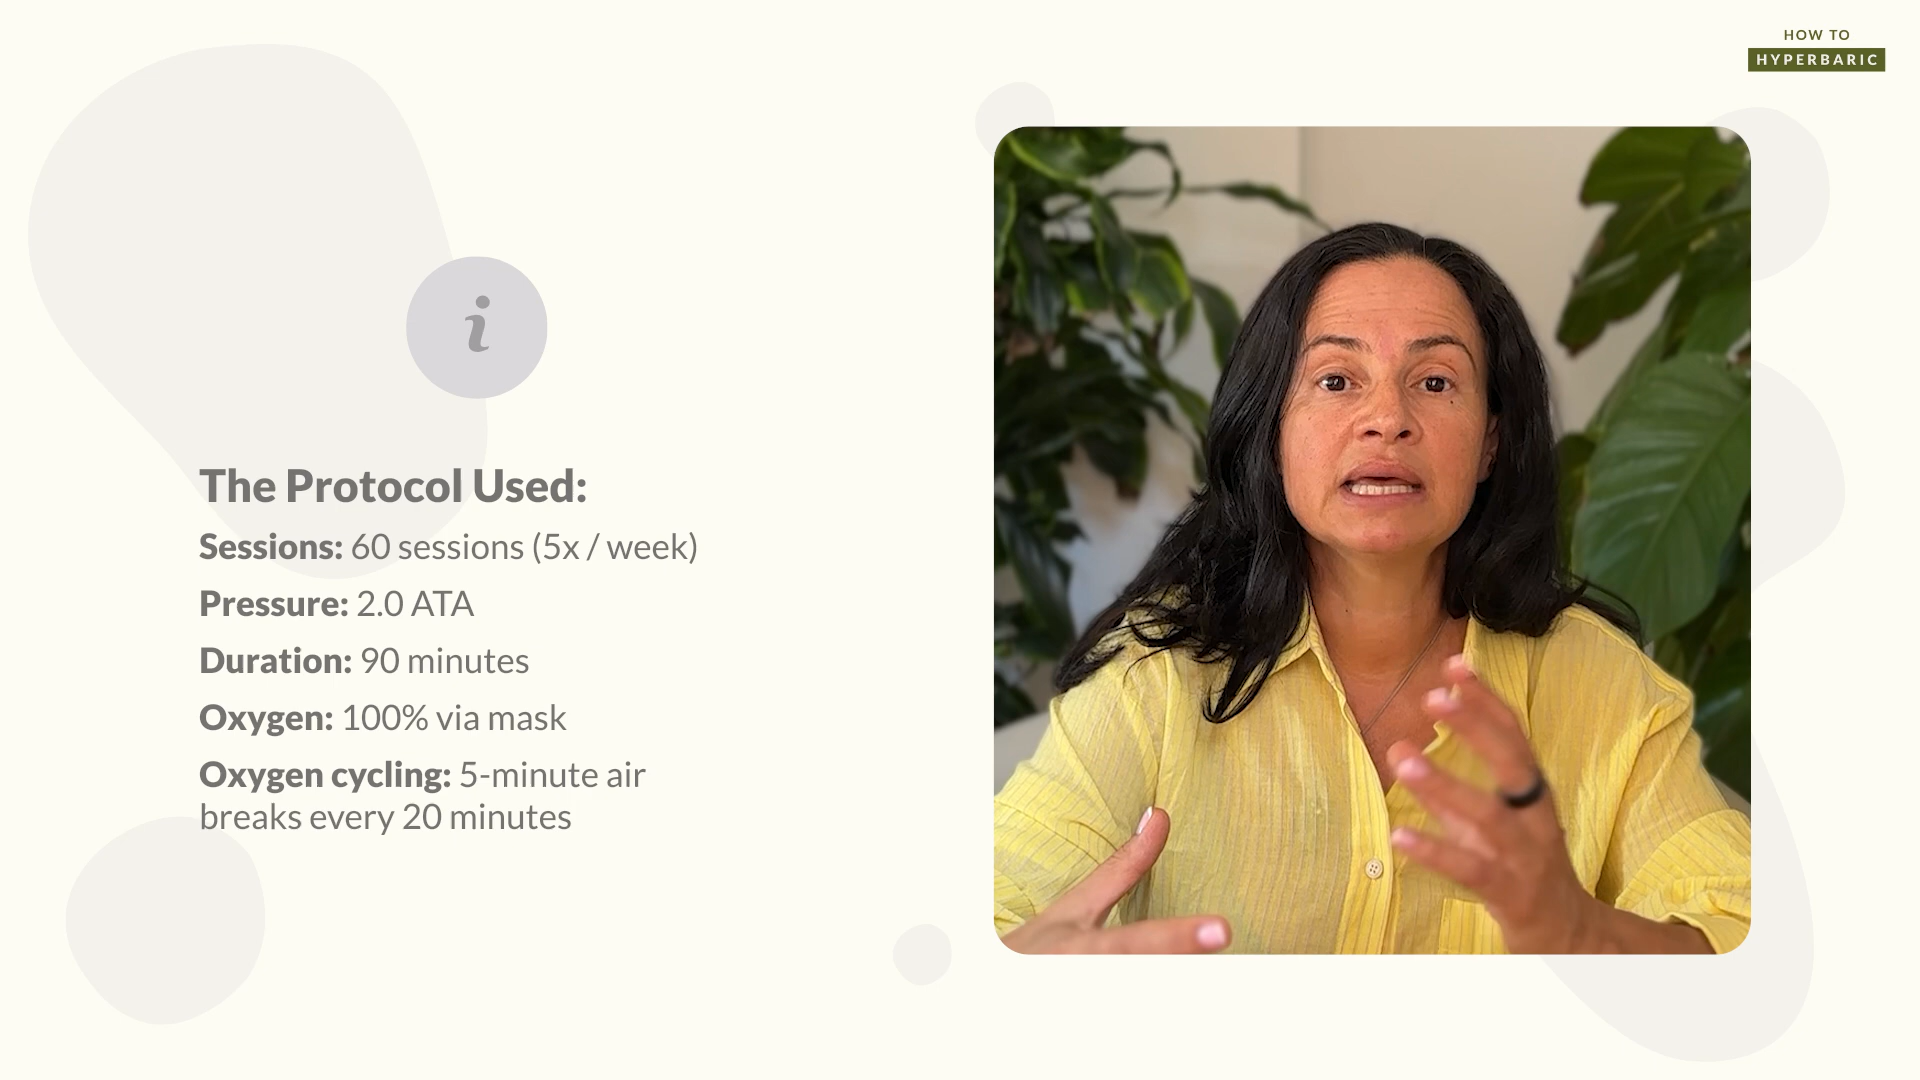 HOW TO
HYPERBARIC
i
The Protocol Used:
Sessions: 60 sessions (5x / week)
Pressure: 2.0 ATA
Duration: 90 minutes
Oxygen: 100% via mask
Oxygen cycling: 5-minute air
breaks every 20 minutes